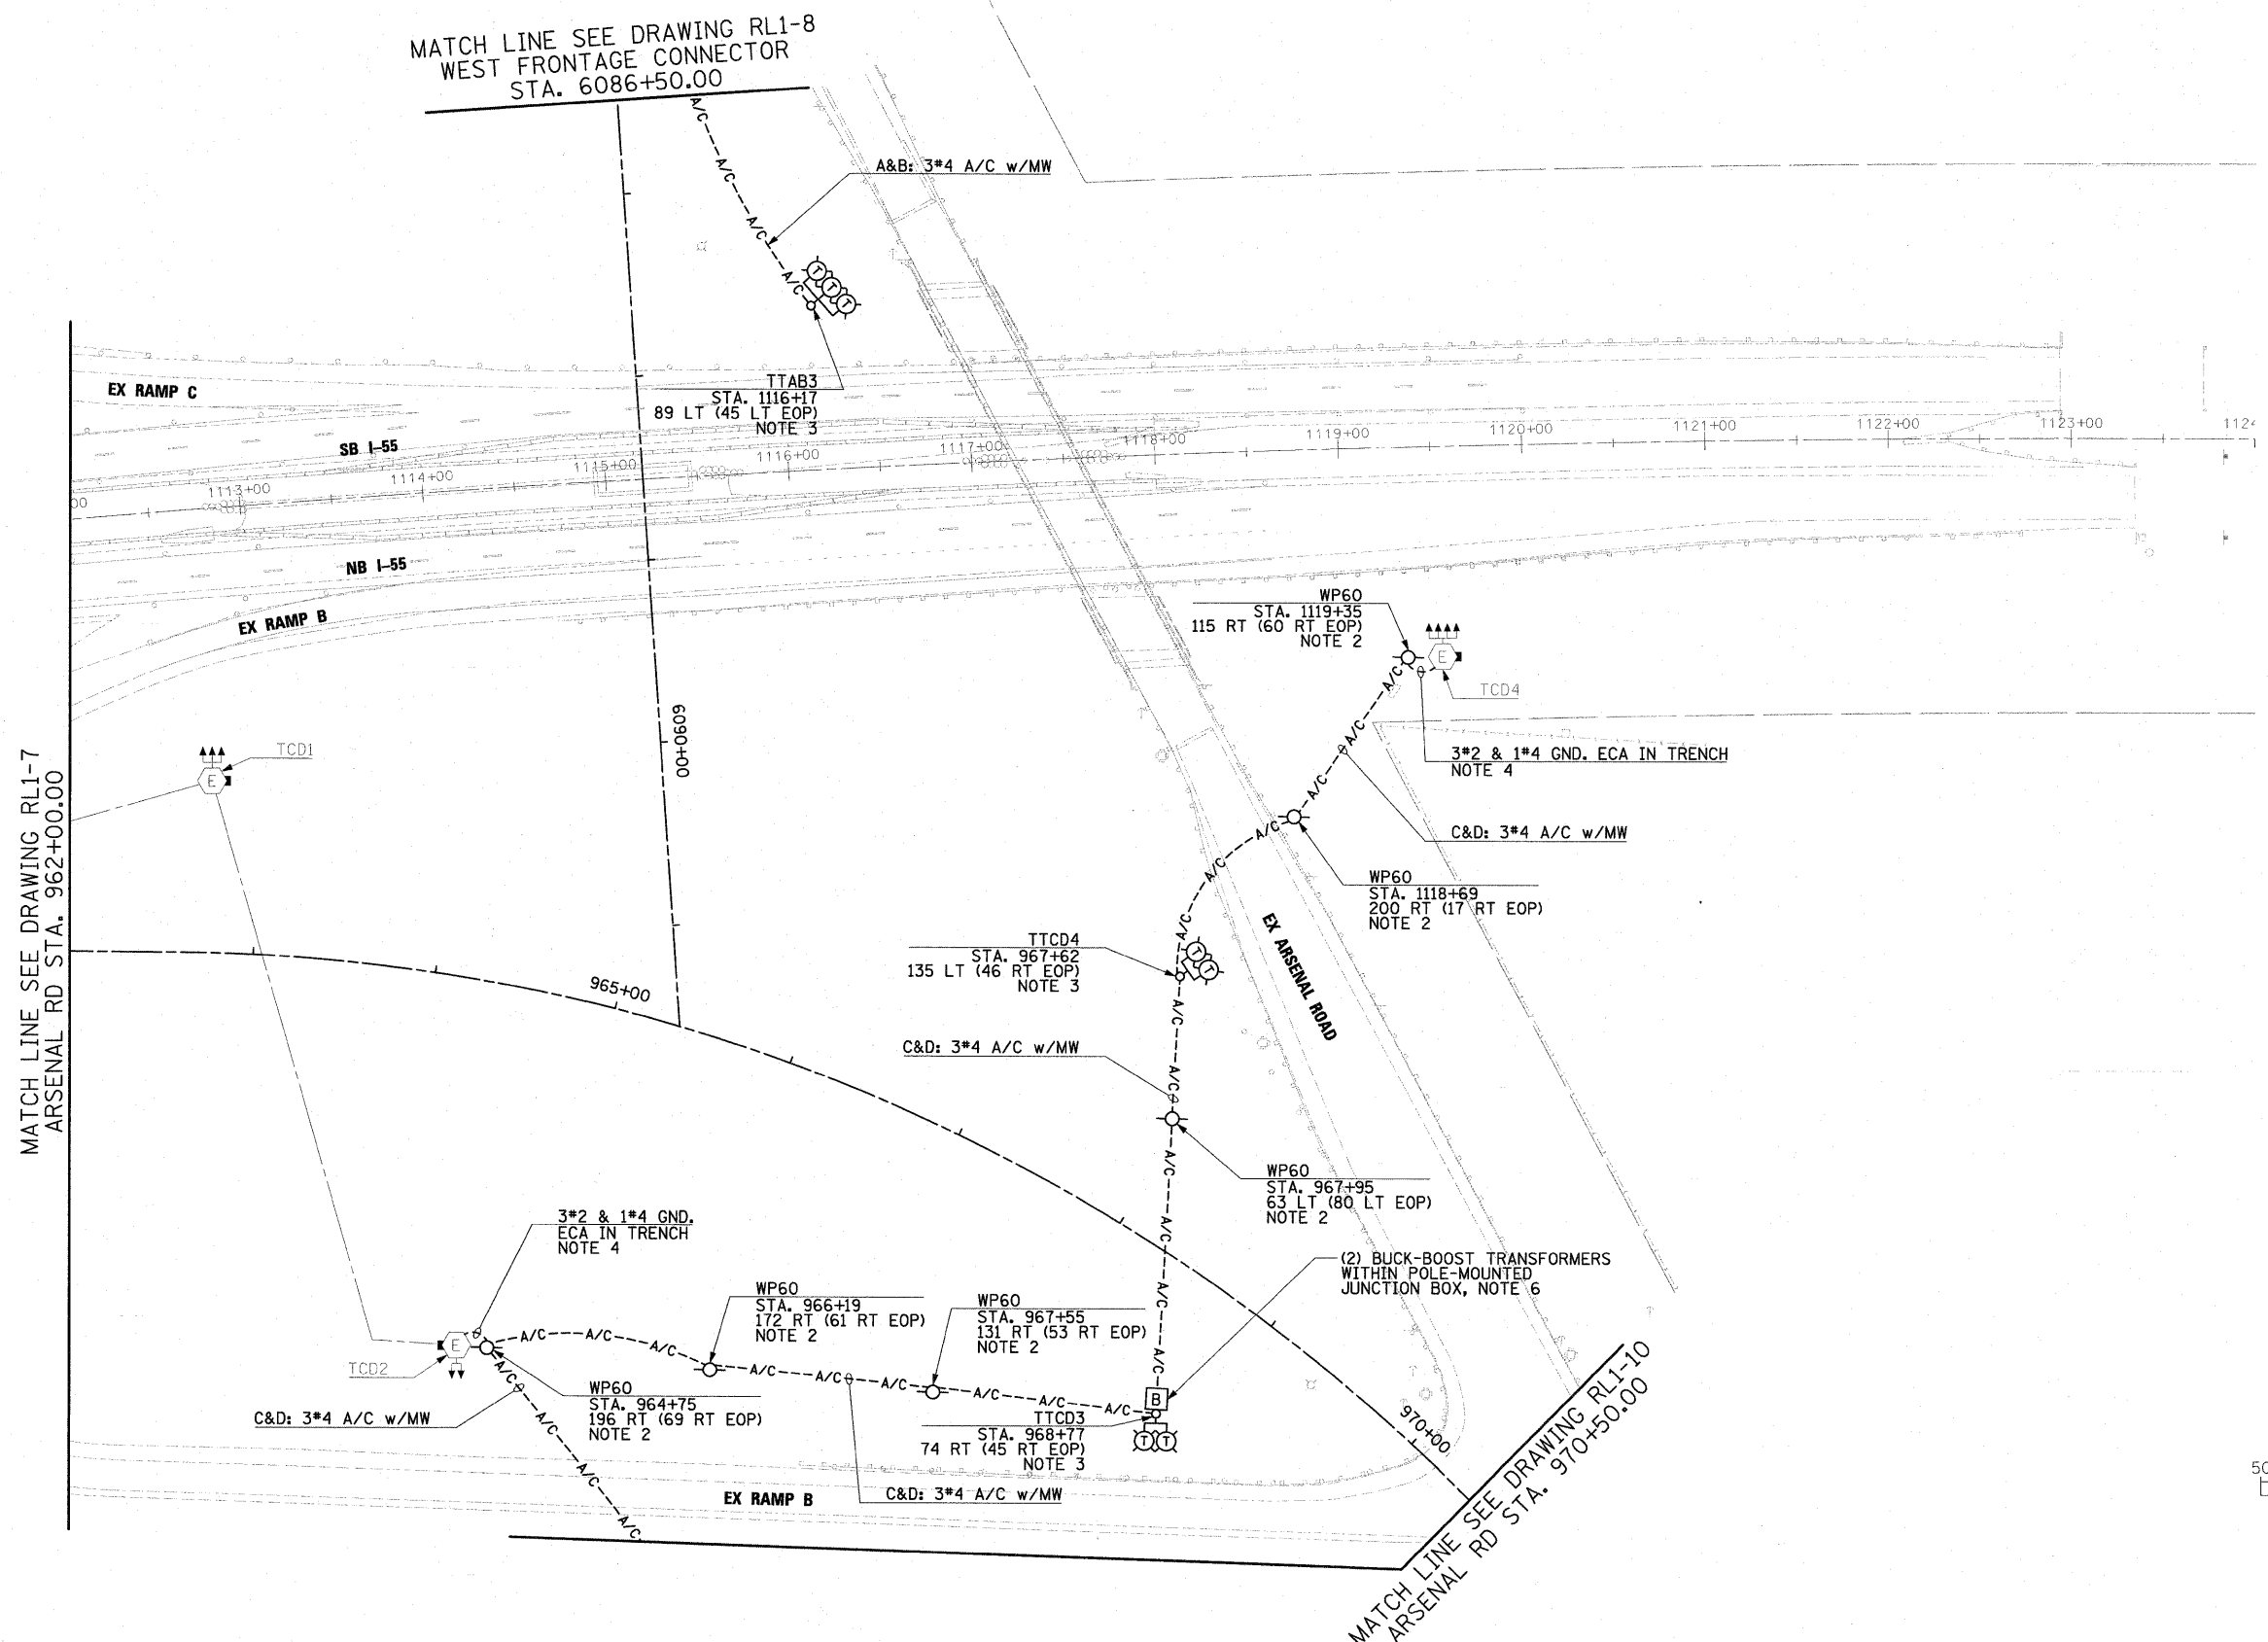 MATCH LINE SEE DRAWING RL1-8
WEST FRONTAGE CONNECTOR
STA. 6086+50.00
A/C
A/C
A/C
A/C
A&B: 3#4 A/C w/MW
T
T
T
TTAB3
STA. 1116+17
89 LT (45 LT EOP)
NOTE 3
EX RAMP C
SB I-55
NB I-55
EX RAMP B
00
1113+00
1114+00
1115+00
1116+00
1117+00
1118+00
1119+00
1120+00
1121+00
1122+00
1123+00
112
WP60
STA. 1119+35
115 RT (60 RT EOP)
NOTE 2
E
TCD4
A/C
A/C
A/C
3#2 & 1#4 GND. ECA IN TRENCH
NOTE 4
C&D: 3#4 A/C w/MW
WP60
STA. 1118+69
200 RT (17 RT EOP)
NOTE 2
6090+00
TCD1
E
MATCH LINE SEE DRAWING RL1-7
ARSENAL RD STA. 962+00.00
965+00
A/C
A/C
A/C
TTCD4
STA. 967+62
135 LT (46 RT EOP)
NOTE 3
T
T
EX ARSENAL ROAD
A/C
C&D: 3#4 A/C w/MW
A/C
WP60
STA. 967+95
63 LT (80 LT EOP)
NOTE 2
A/C
A/C
A/C
A/C
(2) BUCK-BOOST TRANSFORMERS
WITHIN POLE-MOUNTED
JUNCTION BOX, NOTE 6
3#2 & 1#4 GND.
ECA IN TRENCH
NOTE 4
E
TCD2
A/C
A/C
A/C
WP60
STA. 966+19
172 RT (61 RT EOP)
NOTE 2
WP60
STA. 967+55
131 RT (53 RT EOP)
NOTE 2
A/C
A/C
A/C
A/C
A/C
A/C
B
TTCD3
STA. 968+77
74 RT (45 RT EOP)
NOTE 3
T
T
WP60
STA. 964+75
196 RT (69 RT EOP)
NOTE 2
C&D: 3#4 A/C w/MW
A/C
A/C
A/C
A/C
EX RAMP B
C&D: 3#4 A/C w/MW
970+00
MATCH LINE SEE DRAWING RL1-10
ARSENAL RD STA. 970+50.00